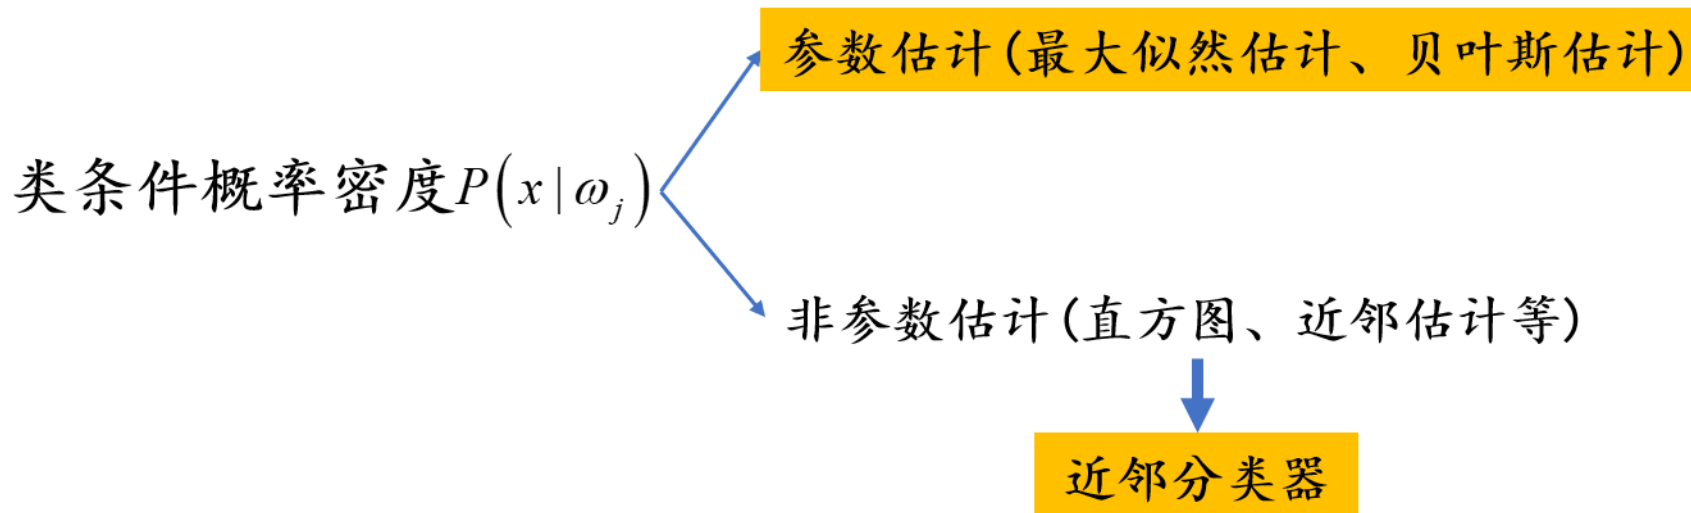 参数估计(最大似然估计、贝叶斯估计)
类条件概率密度P(x|ω_j)
非参数估计(直方图、近邻估计等)
近邻分类器